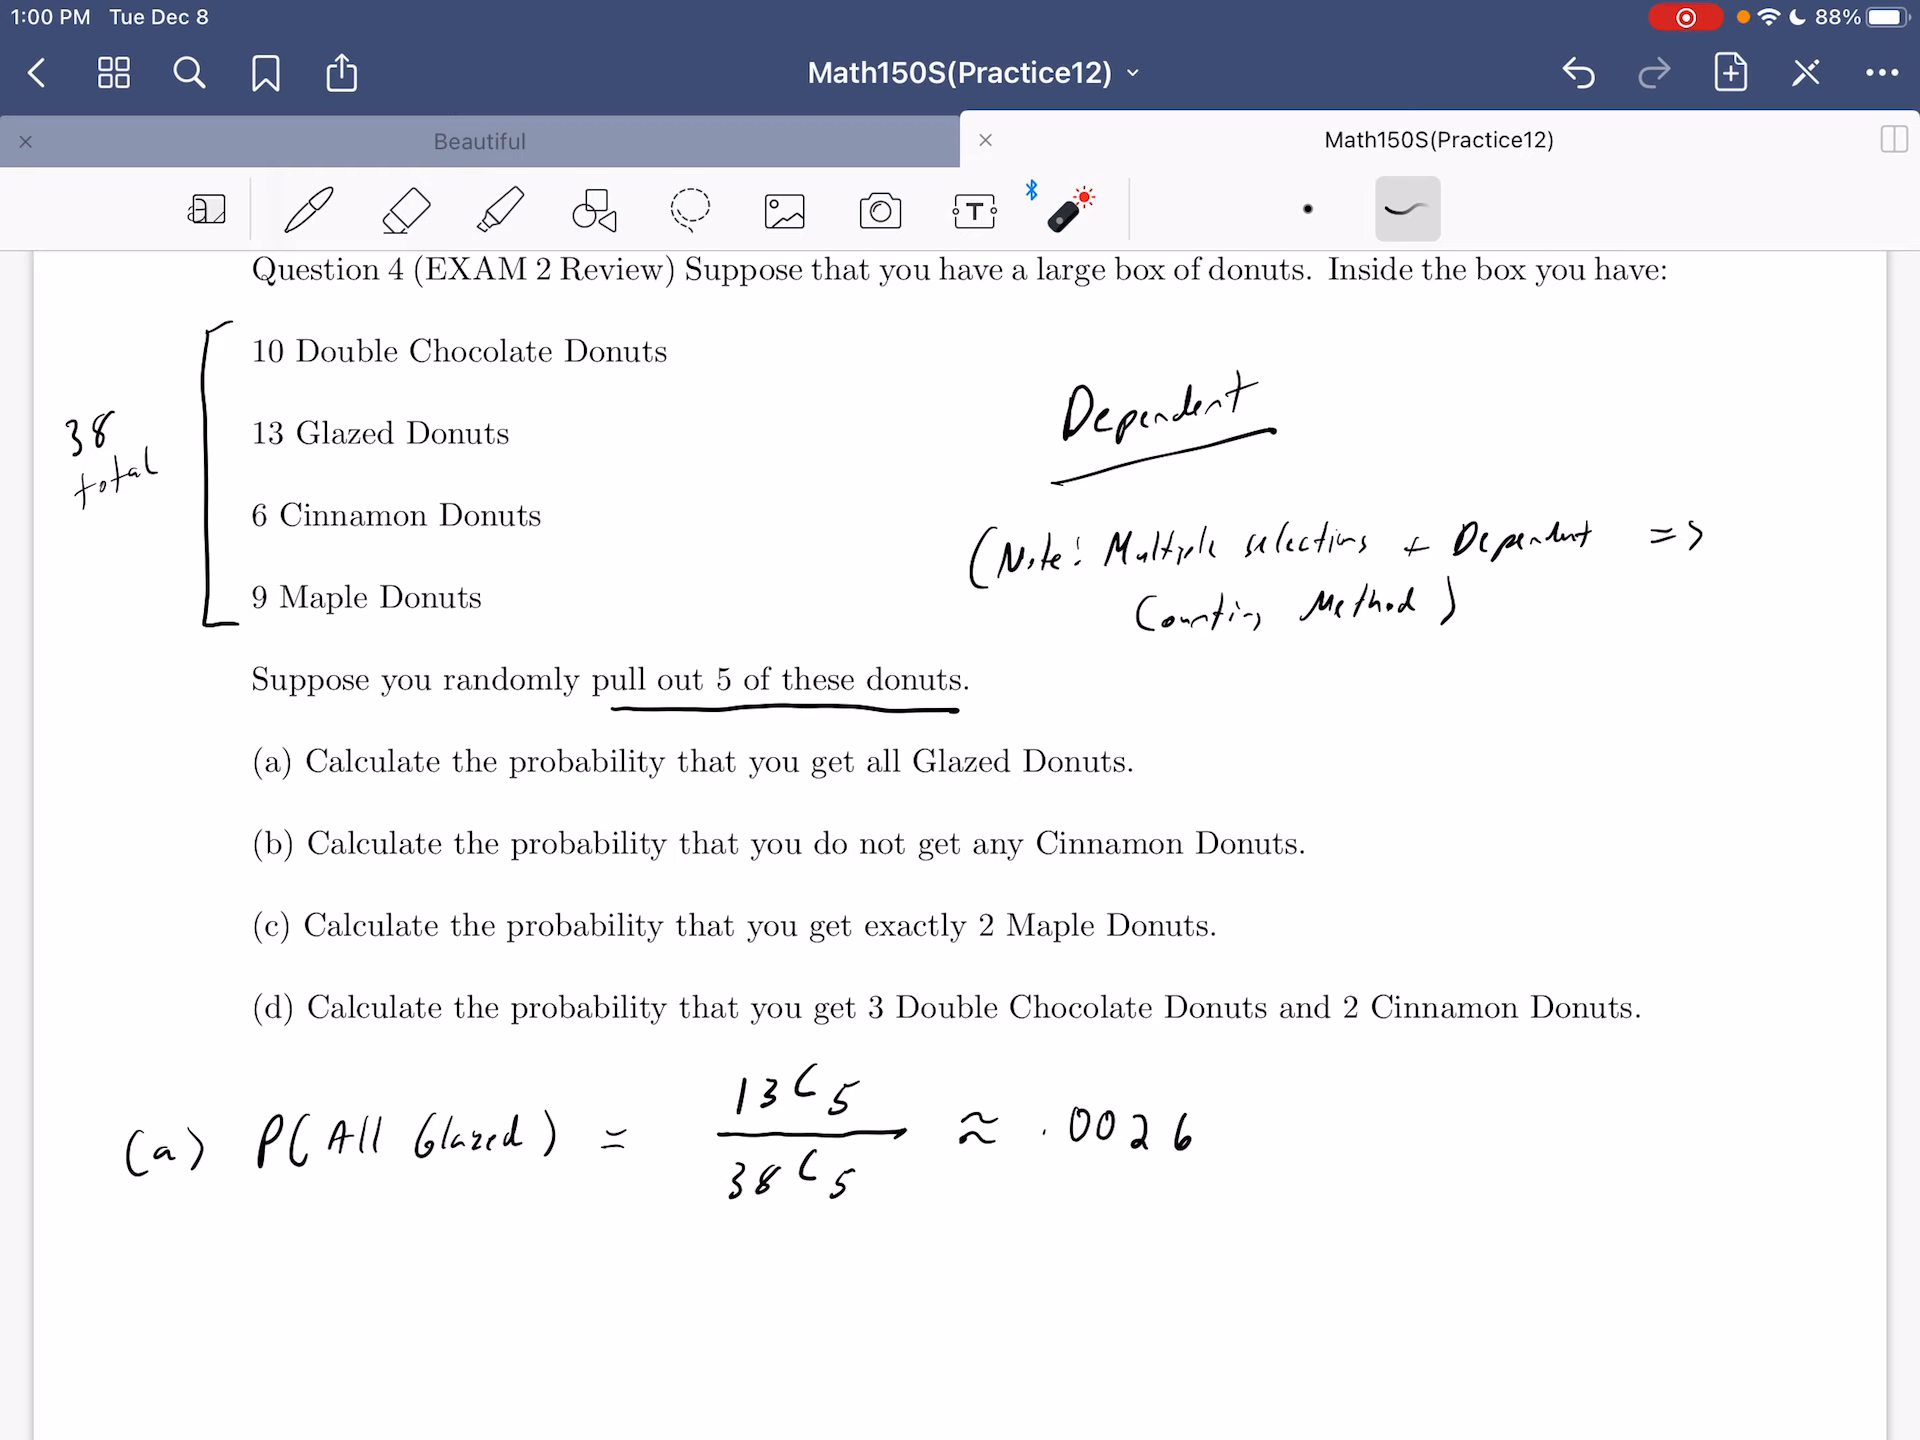 1:00 PM Tue Dec 8
88%
Math150S(Practice12)
Beautiful
Math150S(Practice12)
Question 4 (EXAM 2 Review) Suppose that you have a large box of donuts. Inside the box you have:
10 Double Chocolate Donuts
13 Glazed Donuts
6 Cinnamon Donuts
9 Maple Donuts
38
total
Dependent
(Note: Multiple selections + Dependent =>
Counting Method)
Suppose you randomly pull out 5 of these donuts.
(a) Calculate the probability that you get all Glazed Donuts.
(b) Calculate the probability that you do not get any Cinnamon Donuts.
(c) Calculate the probability that you get exactly 2 Maple Donuts.
(d) Calculate the probability that you get 3 Double Chocolate Donuts and 2 Cinnamon Donuts.
(a) P(All Glazed) = 13C5 / 38C5 ≈ .0026